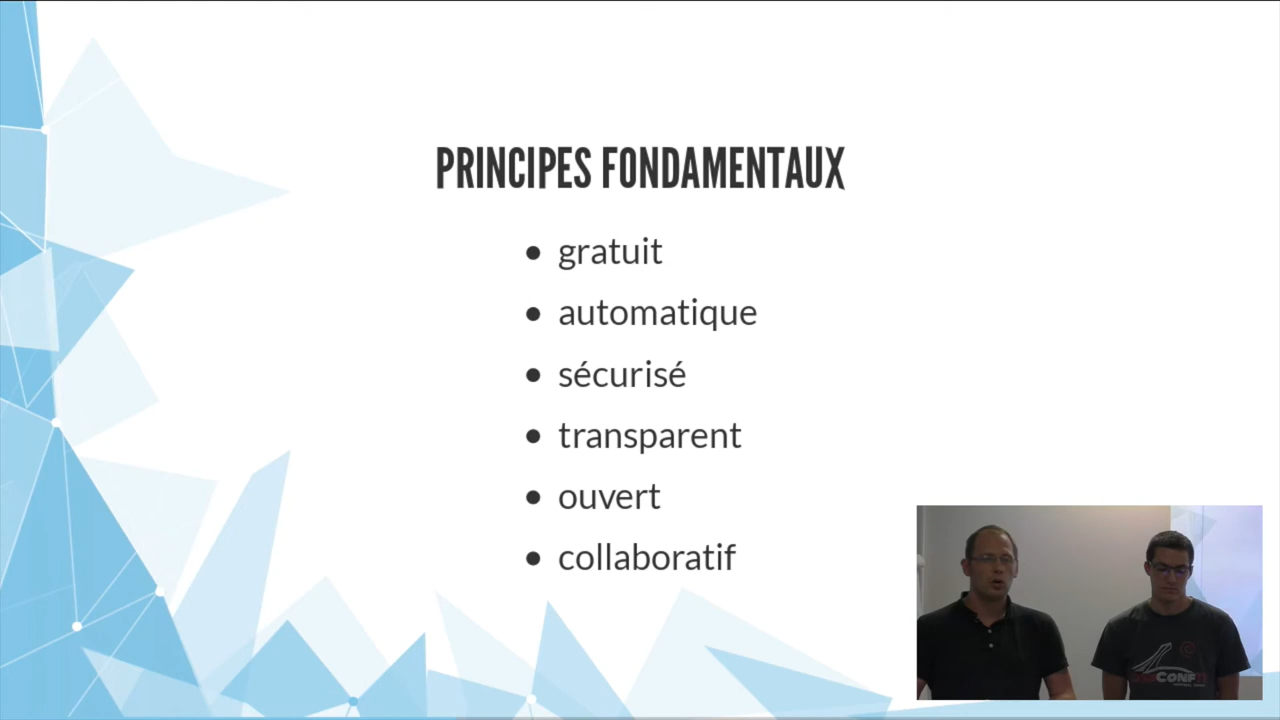 PRINCIPES FONDAMENTAUX
gratuit
automatique
sécurisé
transparent
ouvert
collaboratif